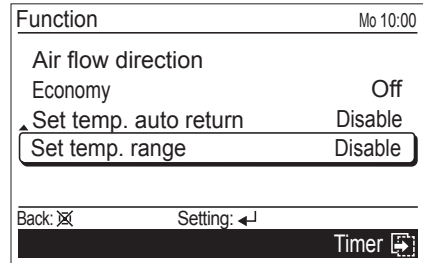 Function Mo 10:00
Air flow direction
Economy Off
Set temp. auto return Disable
Set temp. range Disable
Back: Setting:
Timer